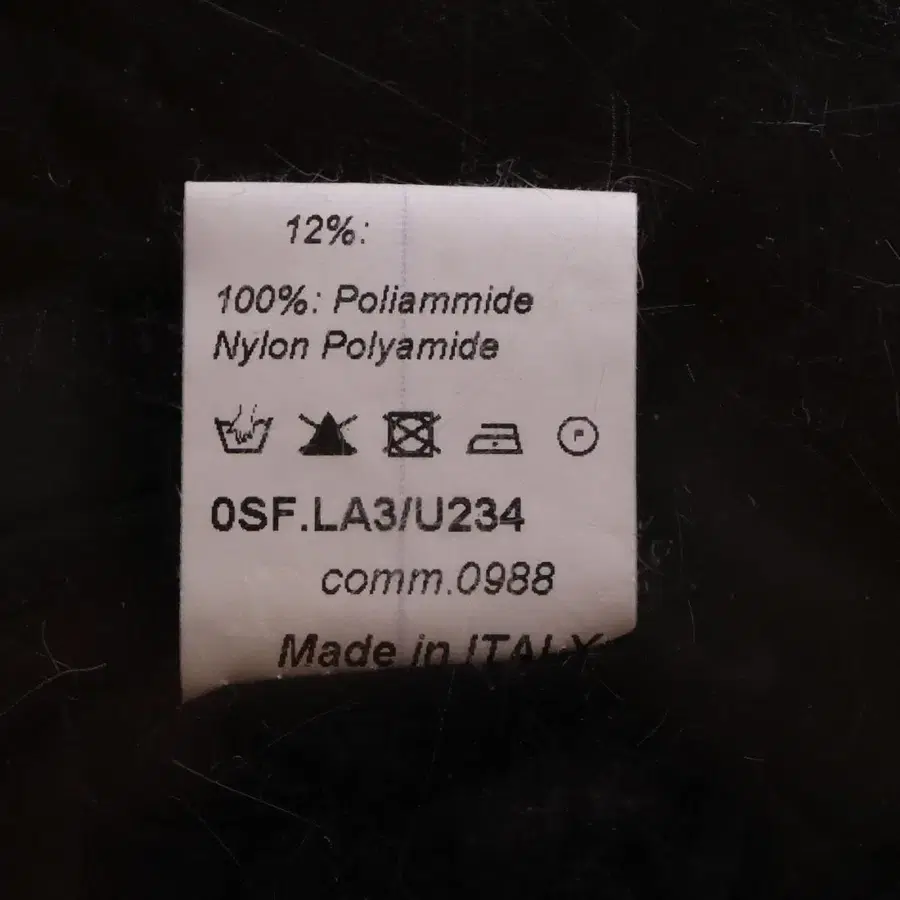 12%:
100%: Poliammide
Nylon Polyamide
P
0SF.LA3/U234
comm.0988
Made in ITALY